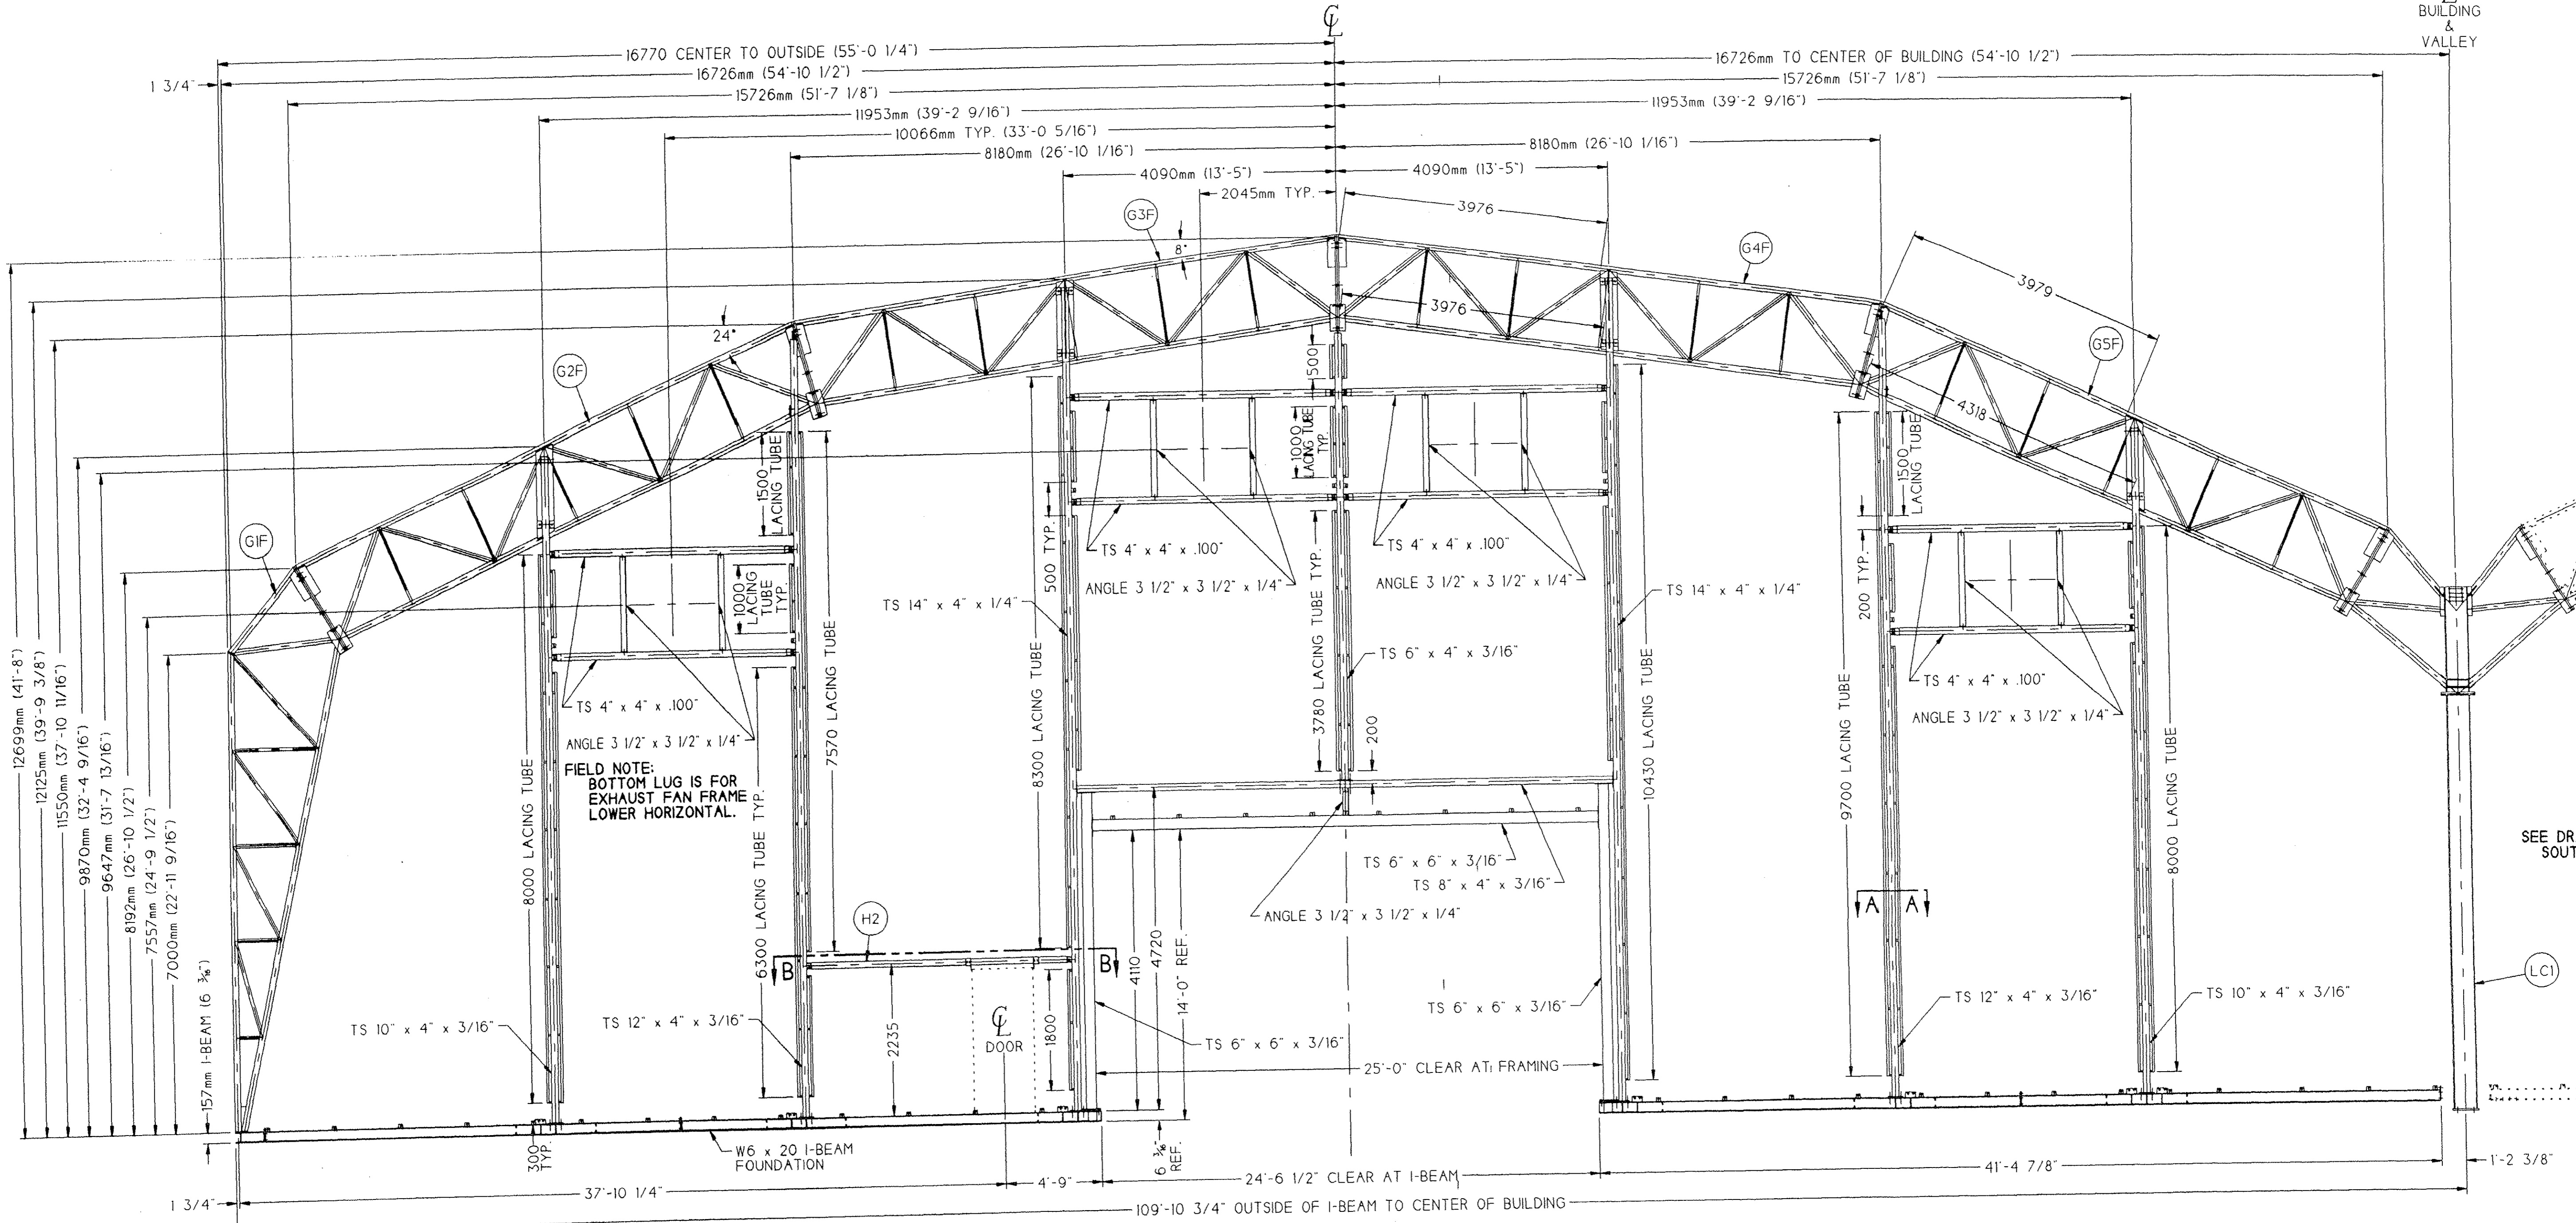 ℄
℄
BUILDING
&
VALLEY
16770 CENTER TO OUTSIDE (55'-0 1/4")
16726mm TO CENTER OF BUILDING (54'-10 1/2")
1 3/4"
16726mm (54'-10 1/2")
15726mm (51'-7 1/8")
15726mm (51'-7 1/8")
11953mm (39'-2 9/16")
11953mm (39'-2 9/16")
10066mm TYP. (33'-0 5/16")
8180mm (26'-10 1/16")
8180mm (26'-10 1/16")
4090mm (13'-5")
4090mm (13'-5")
2045mm TYP.
3976
G3F
8°
G4F
3979
3976
24°
G2F
G5F
4318
G1F
1500
LACING TUBE
1000
LACING
TUBE
TYP.
500 TYP.
1500
1000
LACING TUBE
TYP.
1500
LACING TUBE
200 TYP.
TS 4" x 4" x .100"
TS 4" x 4" x .100"
ANGLE 3 1/2" x 3 1/2" x 1/4"
ANGLE 3 1/2" x 3 1/2" x 1/4"
TS 14" x 4" x 1/4"
TS 14" x 4" x 1/4"
TS 6" x 4" x 3/16"
TS 4" x 4" x .100"
TS 4" x 4" x .100"
ANGLE 3 1/2" x 3 1/2" x 1/4"
ANGLE 3 1/2" x 3 1/2" x 1/4"
FIELD NOTE:
BOTTOM LUG IS FOR
EXHAUST FAN FRAME
LOWER HORIZONTAL.
12699mm (41'-8")
12125mm (39'-9 3/8")
11550mm (37'-10 11/16")
9870mm (32'-4 9/16")
9647mm (31'-7 13/16")
8192mm (26'-10 1/2")
7557mm (24'-9 1/2")
7000mm (22'-11 9/16")
157mm I-BEAM (6 3/16")
8000 LACING TUBE
6300 LACING TUBE TYP.
7570 LACING TUBE
8300 LACING TUBE
3780 LACING TUBE TYP.
200
10430 LACING TUBE
9700 LACING TUBE
8000 LACING TUBE
SEE DR
SOUT
TS 6" x 6" x 3/16"
TS 8" x 4" x 3/16"
ANGLE 3 1/2" x 3 1/2" x 1/4"
H2
B
B
A
A
LC1
4110
4720
14'-0" REF.
2235
1800
℄
DOOR
TS 10" x 4" x 3/16"
TS 12" x 4" x 3/16"
TS 6" x 6" x 3/16"
TS 6" x 6" x 3/16"
TS 12" x 4" x 3/16"
TS 10" x 4" x 3/16"
25'-0" CLEAR AT FRAMING
300
TYP.
W6 x 20 I-BEAM
FOUNDATION
6 3/16"
REF.
1 3/4"
37'-10 1/4"
4'-9"
24'-6 1/2" CLEAR AT I-BEAM
41'-4 7/8"
1'-2 3/8"
109'-10 3/4" OUTSIDE OF I-BEAM TO CENTER OF BUILDING